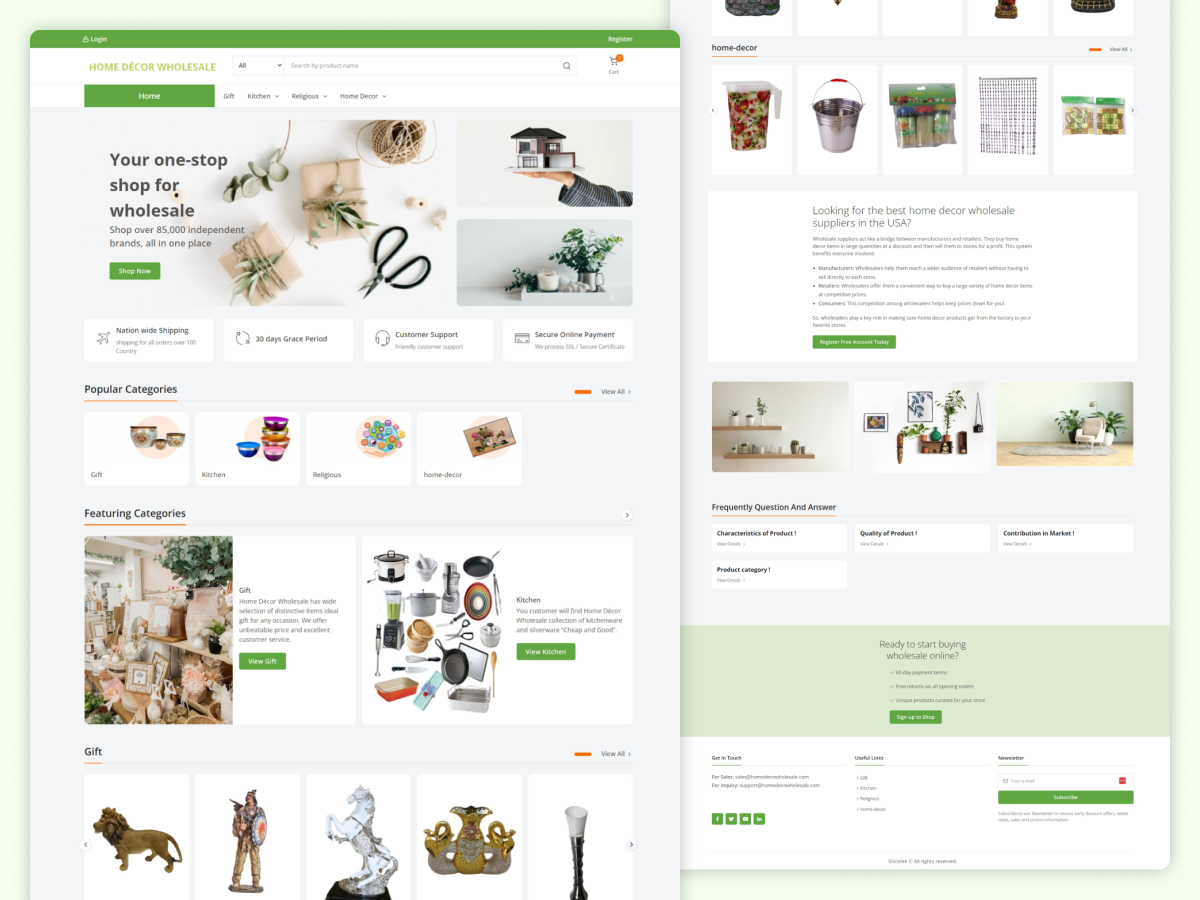 Login
Register
HOME DÉCOR WHOLESALE
All
Search by product name
0
Cart
Home
Gift
Kitchen
Religious
Home Decor
Your one-stop
shop for
wholesale
Shop over 85,000 independent
brands, all in one place
Shop Now
Nation wide Shipping
shipping for all orders over 100
Country
30 days Grace Period
Customer Support
Friendly customer support
Secure Online Payment
We process SSL / Secure Certificate
Popular Categories
View All
Gift
Kitchen
Religious
home-decor
Featuring Categories
Gift
Home Décor Wholesale has wide
selection of distinctive items ideal
gift for any occasion. We offer
unbeatable price and excellent
customer service.
View Gift
Kitchen
You customer will find Home Décor
Wholesale collection of kitchenware
and silverware "Cheap and Good".
View Kitchen
Gift
View All
home-decor
View All
Looking for the best home decor wholesale
suppliers in the USA?
Wholesale suppliers act like a bridge between manufacturers and retailers. They buy home
decor items in large quantities at a discount and then sell them to stores for a profit. This system
benefits everyone involved!
• Manufacturers: Wholesalers help them reach a wider audience of retailers without having to
sell directly to each store.
• Retailers: Wholesalers offer them a convenient way to buy a large variety of home decor items
at competitive prices.
• Consumers: This competition among wholesalers helps keep prices down for you!
So, wholesalers play a key role in making sure home decor products get from the factory to your
favorite stores.
Register Free Account Today
Frequently Question And Answer
Characteristics of Product !
View Details
Quality of Product !
View Details
Contribution in Market !
View Details
Product category !
View Details
Ready to start buying
wholesale online?
60-day payment terms
Free returns on all opening orders
Unique products curated for your store
Sign up to Shop
Get In Touch
For Sales: sales@homedecowholesale.com
For Inquiry: support@homedecowholesale.com
Useful Links
Gift
Kitchen
Religious
home-decor
Newsletter
Your e-mail
Subscribe
Subscribe to our Newsletter to receive early discount offers, latest
news, sales and promo information.
Siscorek © All rights reserved.